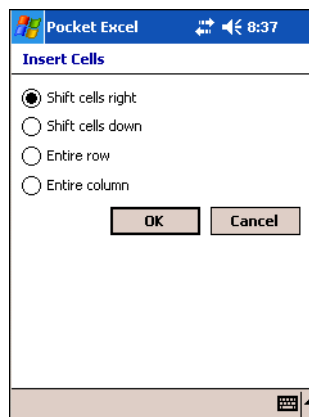 Pocket Excel 8:37
Insert Cells
Shift cells right
Shift cells down
Entire row
Entire column
OK Cancel